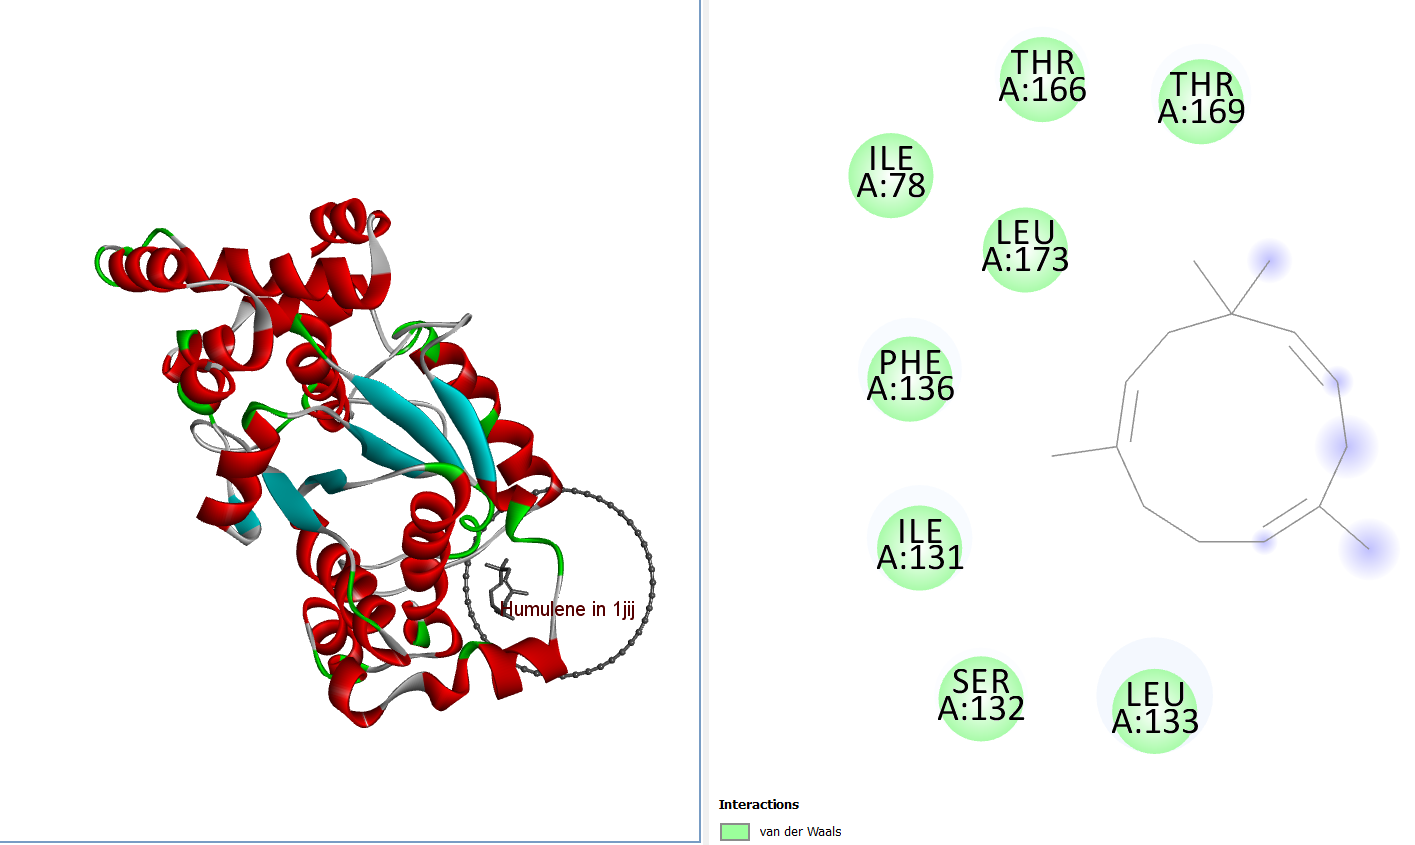 Humulene in 1jij
THR
A:166
THR
A:169
ILE
A:78
LEU
A:173
PHE
A:136
ILE
A:131
SER
A:132
LEU
A:133
Interactions
van der Waals